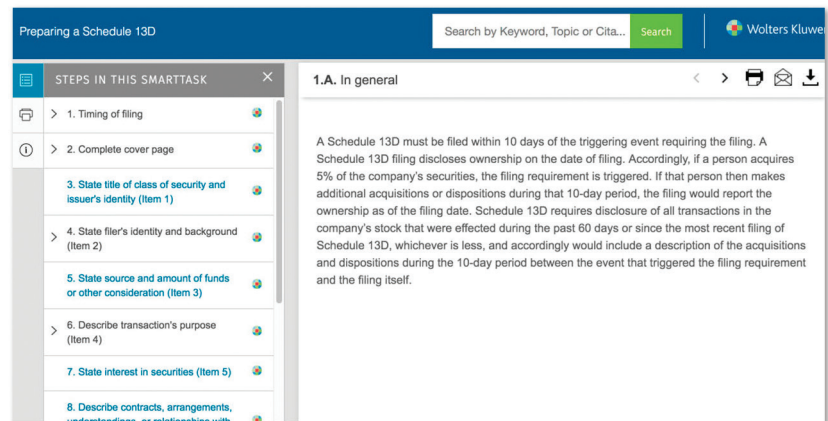 Preparing a Schedule 13D
Search by Keyword, Topic or Cita...
Search
Wolters Kluwer
STEPS IN THIS SMARTTASK
1. Timing of filing
2. Complete cover page
3. State title of class of security and
issuer's identity (Item 1)
4. State filer's identity and background
(Item 2)
5. State source and amount of funds
or other consideration (Item 3)
6. Describe transaction's purpose
(Item 4)
7. State interest in securities (Item 5)
8. Describe contracts, arrangements,
understandings, or relationships with
1.A. In general
A Schedule 13D must be filed within 10 days of the triggering event requiring the filing. A
Schedule 13D filing discloses ownership on the date of filing. Accordingly, if a person acquires
5% of the company's securities, the filing requirement is triggered. If that person then makes
additional acquisitions or dispositions during that 10-day period, the filing would report the
ownership as of the filing date. Schedule 13D requires disclosure of all transactions in the
company's stock that were effected during the past 60 days or since the most recent filing of
Schedule 13D, whichever is less, and accordingly would include a description of the acquisitions
and dispositions during the 10-day period between the event that triggered the filing requirement
and the filing itself.